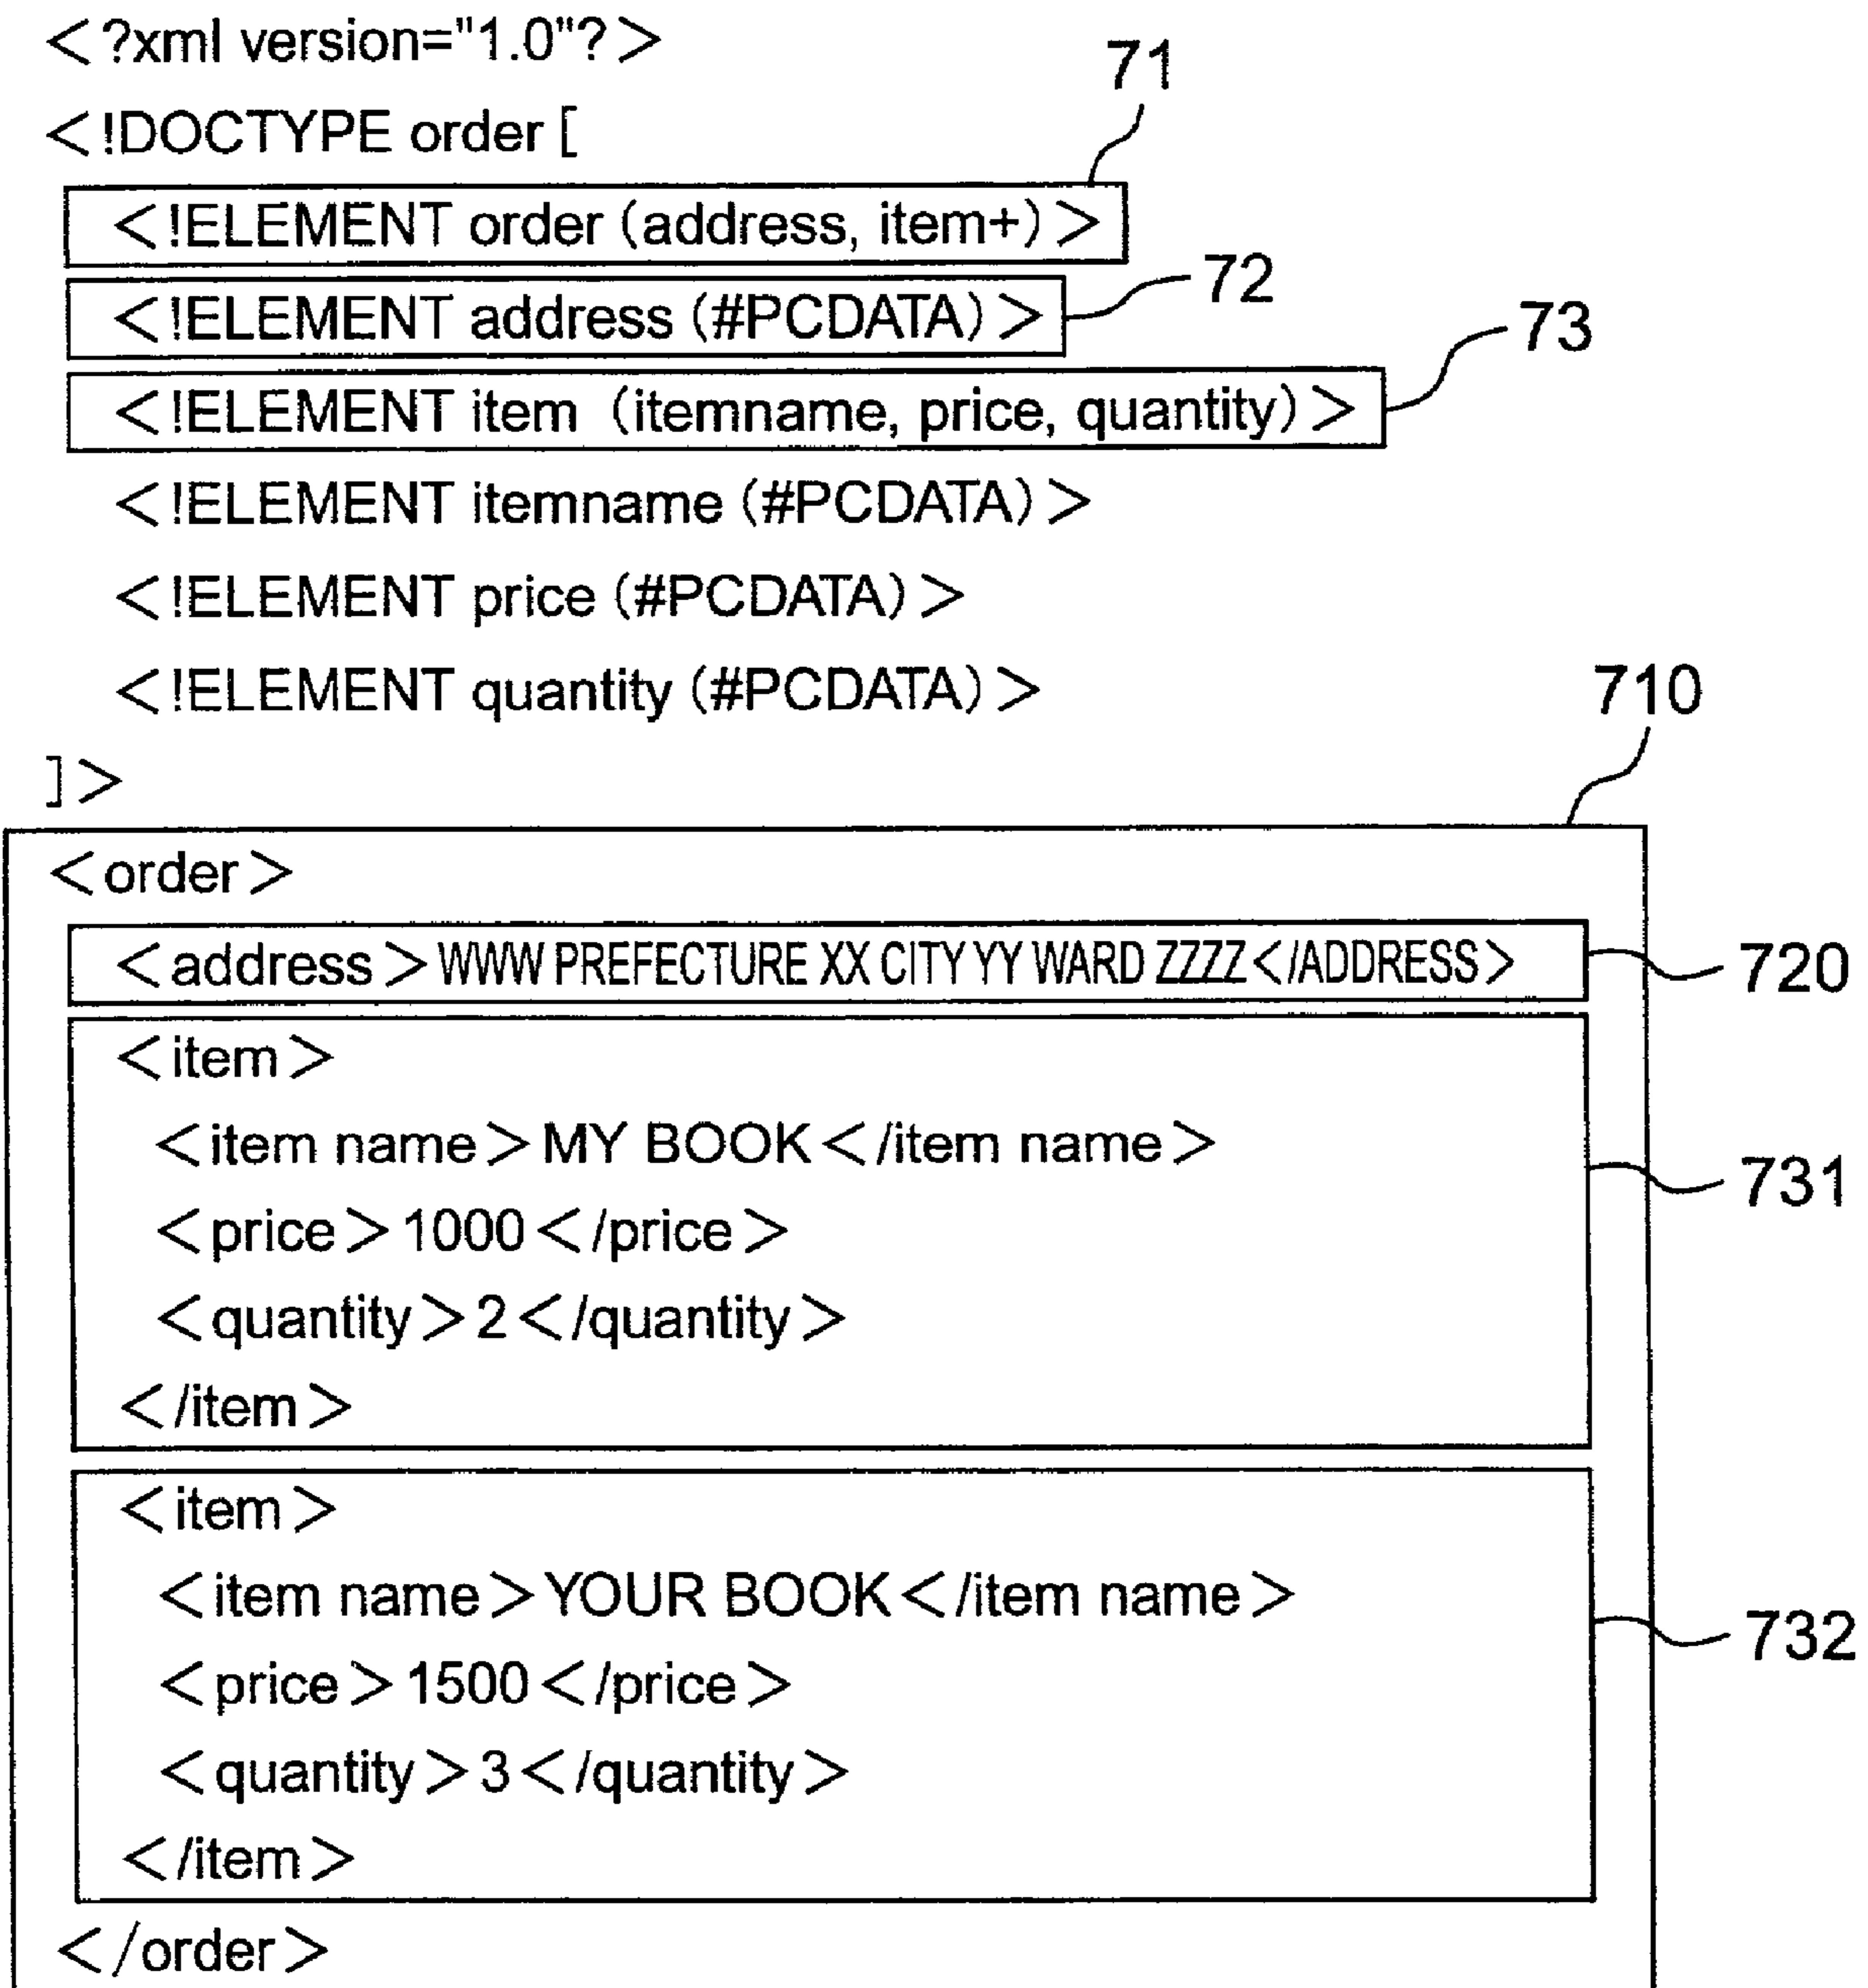 <?xml version="1.0"?>
71
<!DOCTYPE order [
<!ELEMENT order (address, item+)>
72
<!ELEMENT address (#PCDATA)>
73
<!ELEMENT item (itemname, price, quantity)>
<!ELEMENT itemname (#PCDATA)>
<!ELEMENT price (#PCDATA)>
<!ELEMENT quantity (#PCDATA)>
710
]>
<order>
<address>WWW PREFECTURE XX CITY YY WARD ZZZZ</ADDRESS>
720
<item>
<item name>MY BOOK</item name>
731
<price>1000</price>
<quantity>2</quantity>
</item>
<item>
<item name>YOUR BOOK</item name>
732
<price>1500</price>
<quantity>3</quantity>
</item>
</order>